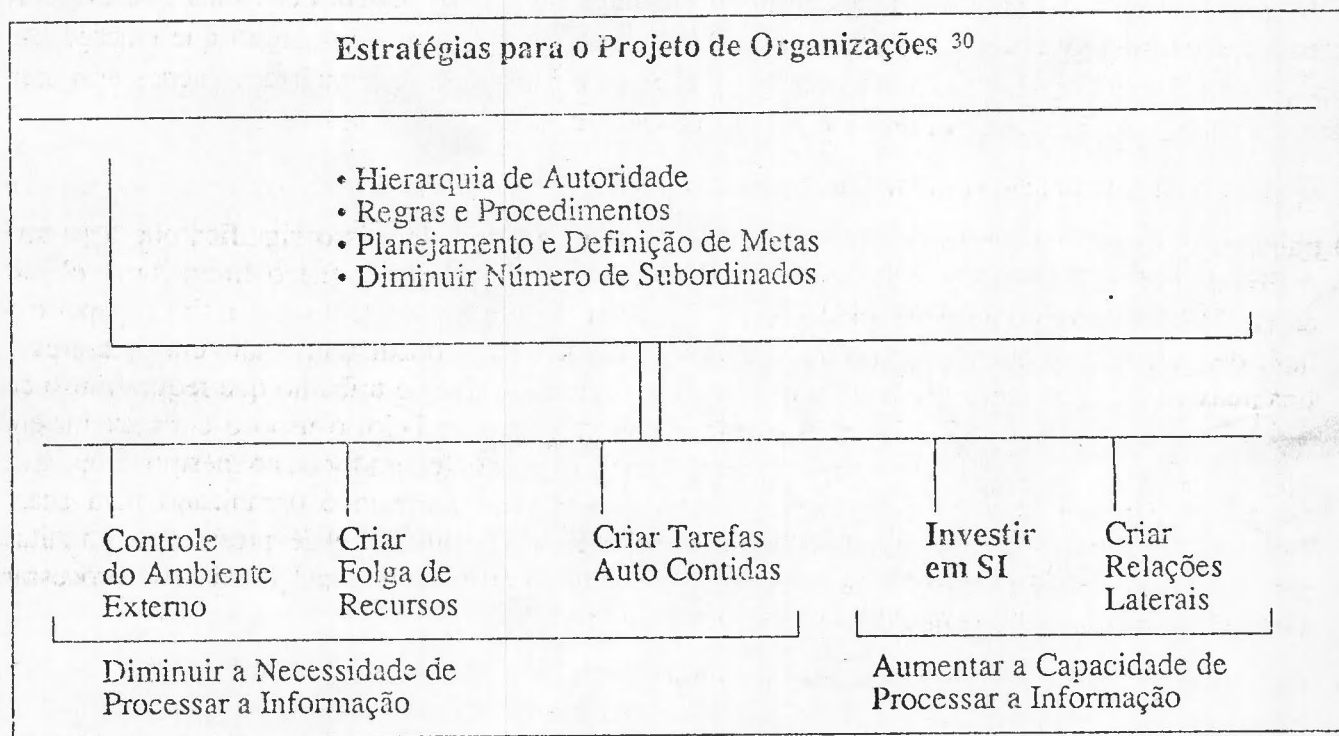 Estratégias para o Projeto de Organizações 30
• Hierarquia de Autoridade
• Regras e Procedimentos
• Planejamento e Definição de Metas
• Diminuir Número de Subordinados
Controle
do Ambiente
Externo
Criar
Folga de
Recursos
Criar Tarefas
Auto Contidas
Investir
em SI
Criar
Relações
Laterais
Diminuir a Necessidade de
Processar a Informação
Aumentar a Capacidade de
Processar a Informação